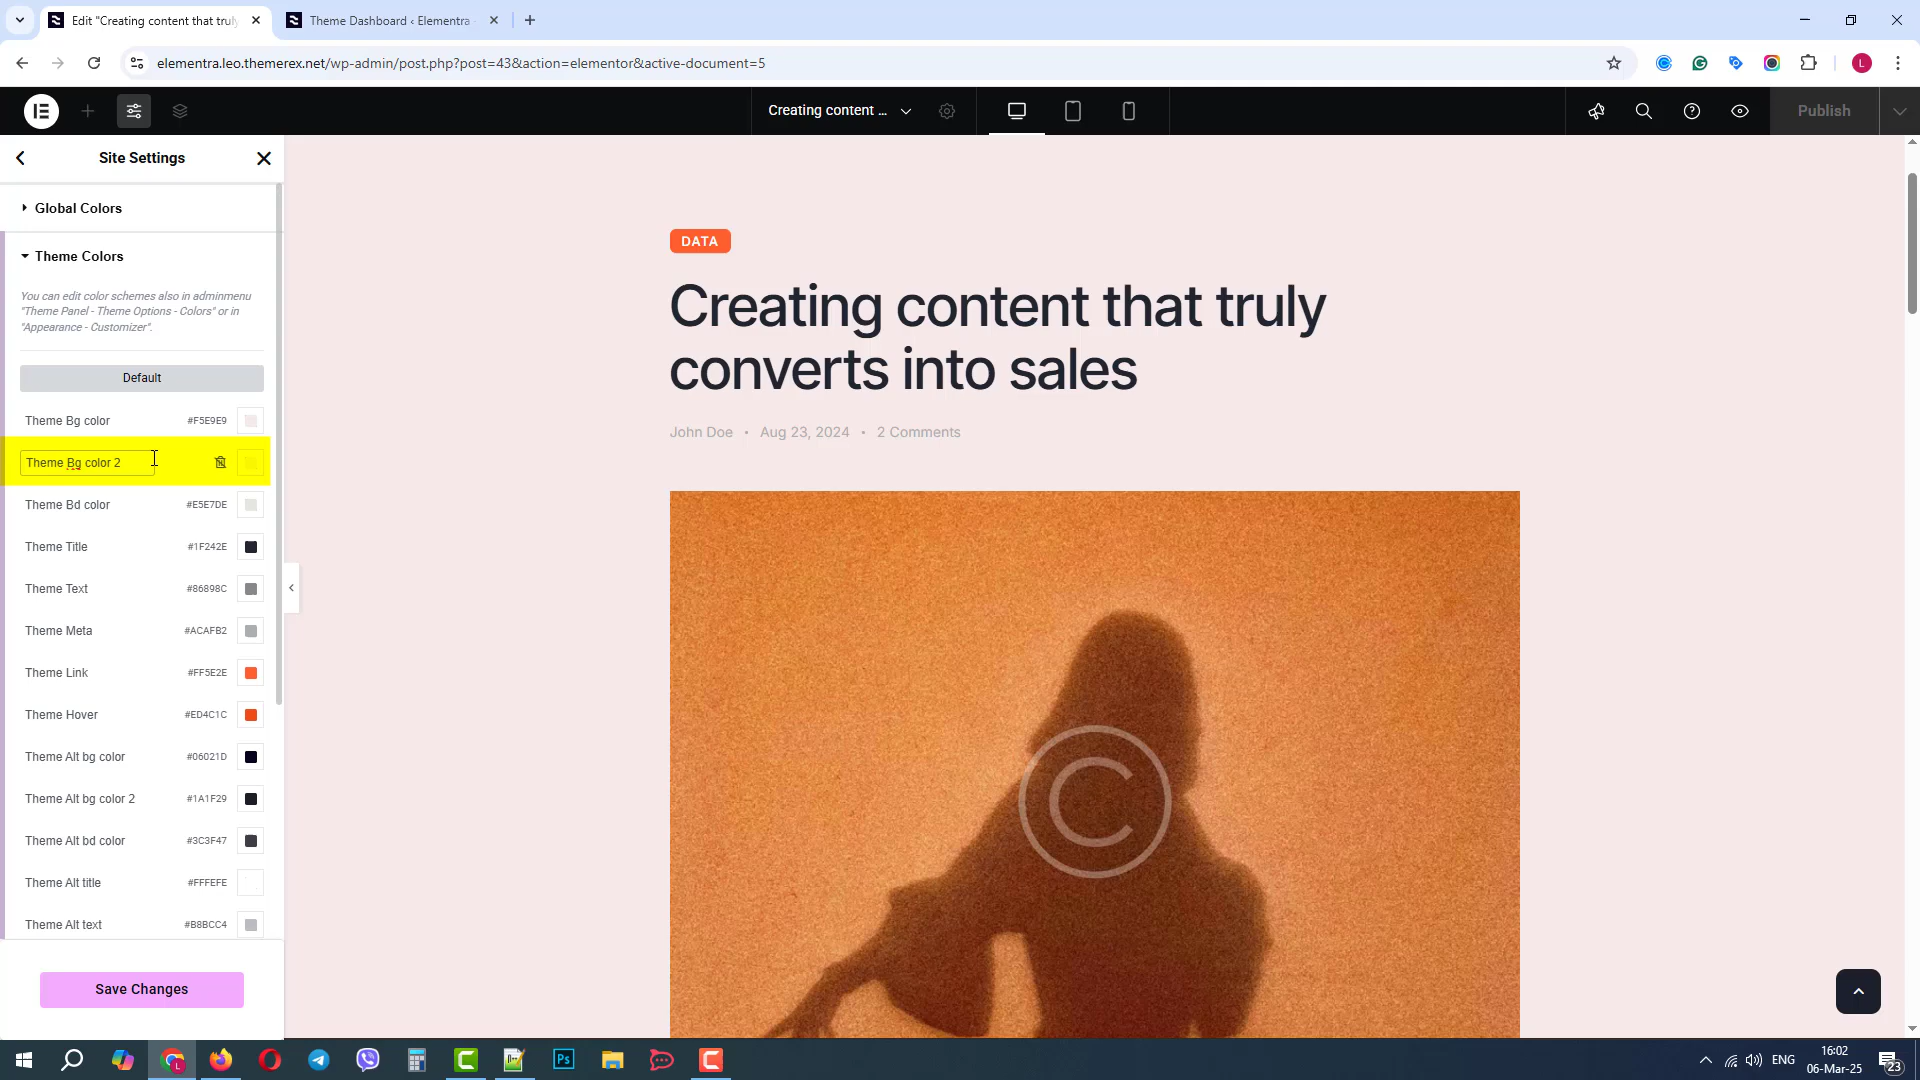 Edit "Creating content that truly
Theme Dashboard ‹ Elementra
elementra.leo.themerex.net/wp-admin/post.php?post=43&action=elementor&active-document=5
L
Creating content ...
Publish
Site Settings
Global Colors
Theme Colors
You can edit color schemes also in adminmenu
"Theme Panel - Theme Options - Colors" or in
"Appearance - Customizer".
Default
Theme Bg color #F5E9E9
Theme Bg color 2
Theme Bd color #E5E7DE
Theme Title #1F242E
Theme Text #86898C
Theme Meta #ACAFB2
Theme Link #FF5E2E
Theme Hover #ED4C1C
Theme Alt bg color #06021D
Theme Alt bg color 2 #1A1F29
Theme Alt bd color #3C3F47
Theme Alt title #FFFEFE
Theme Alt text #B8BCC4
Save Changes
DATA
Creating content that truly
converts into sales
John Doe • Aug 23, 2024 • 2 Comments
©
Ps
ENG
16:02
06-Mar-25
23